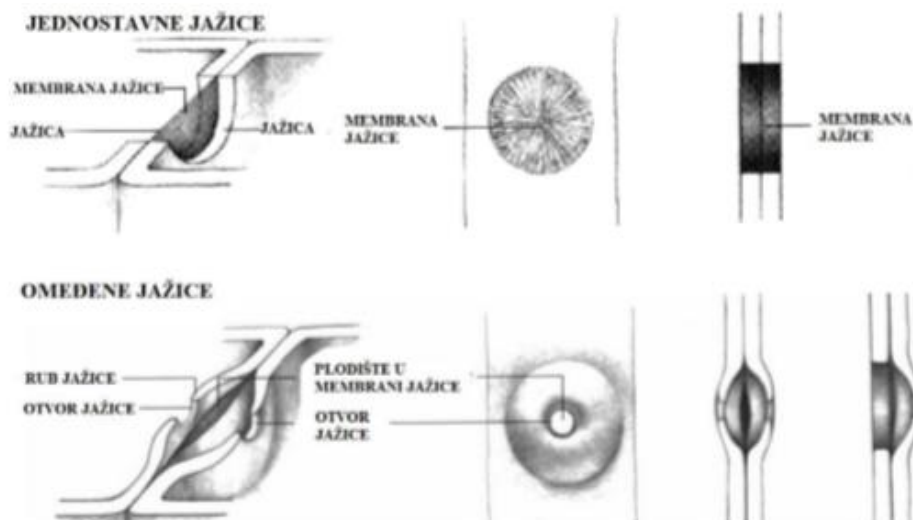 JEDNOSTAVNE JAŽICE
MEMBRANA JAŽICE
JAŽICA
JAŽICA
MEMBRANA
JAŽICE
MEMBRANA
JAŽICE
OMEĐENE JAŽICE
RUB JAŽICE
OTVOR JAŽICE
PLODIŠTE U
MEMBRANI JAŽICE
OTVOR
JAŽICE